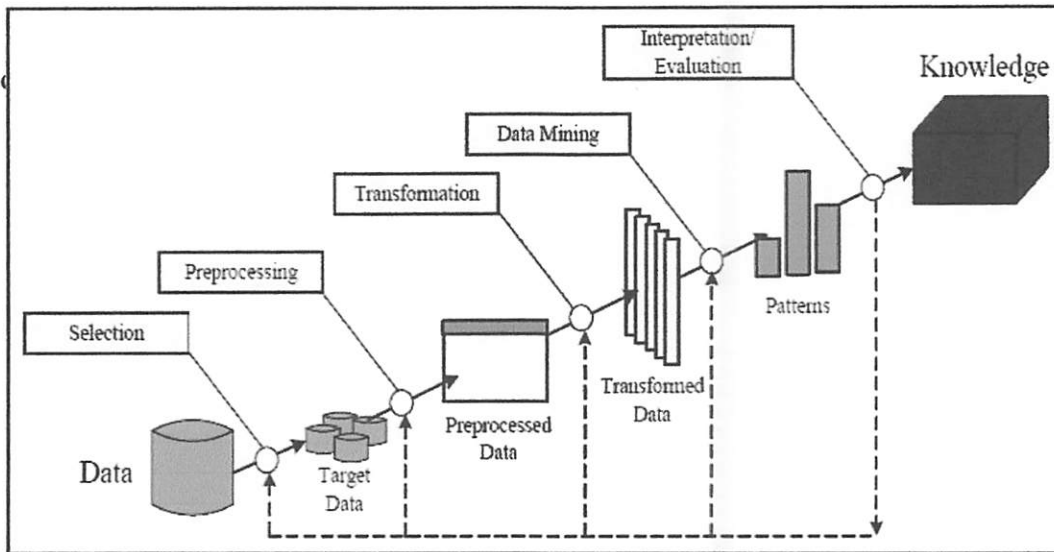 Interpretation/
Evaluation
Knowledge
Data Mining
Transformation
Preprocessing
Selection
Patterns
Transformed
Data
Preprocessed
Data
Target
Data
Data